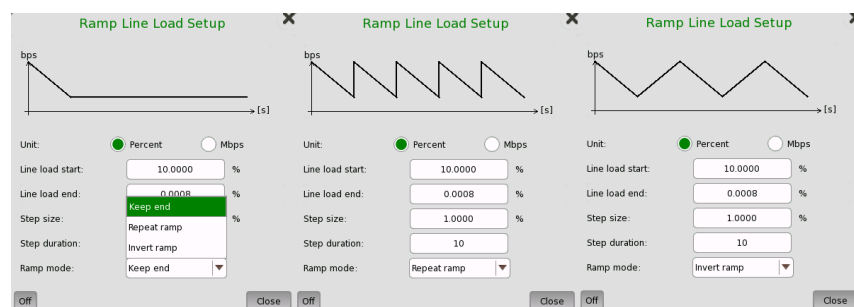 Ramp Line Load Setup
bps
[s]
Unit: Percent Mbps
Line load start: 10.0000 %
Line load end: 0.0008 %
Keep end
Step size: %
Repeat ramp
Step duration:
Invert ramp
Ramp mode: Keep end
Off Close
Ramp Line Load Setup
bps
[s]
Unit: Percent Mbps
Line load start: 10.0000 %
Line load end: 0.0008 %
Step size: 1.0000 %
Step duration: 10
Ramp mode: Repeat ramp
Off Close
Ramp Line Load Setup
bps
[s]
Unit: Percent Mbps
Line load start: 10.0000 %
Line load end: 0.0008 %
Step size: 1.0000 %
Step duration: 10
Ramp mode: Invert ramp
Off Close